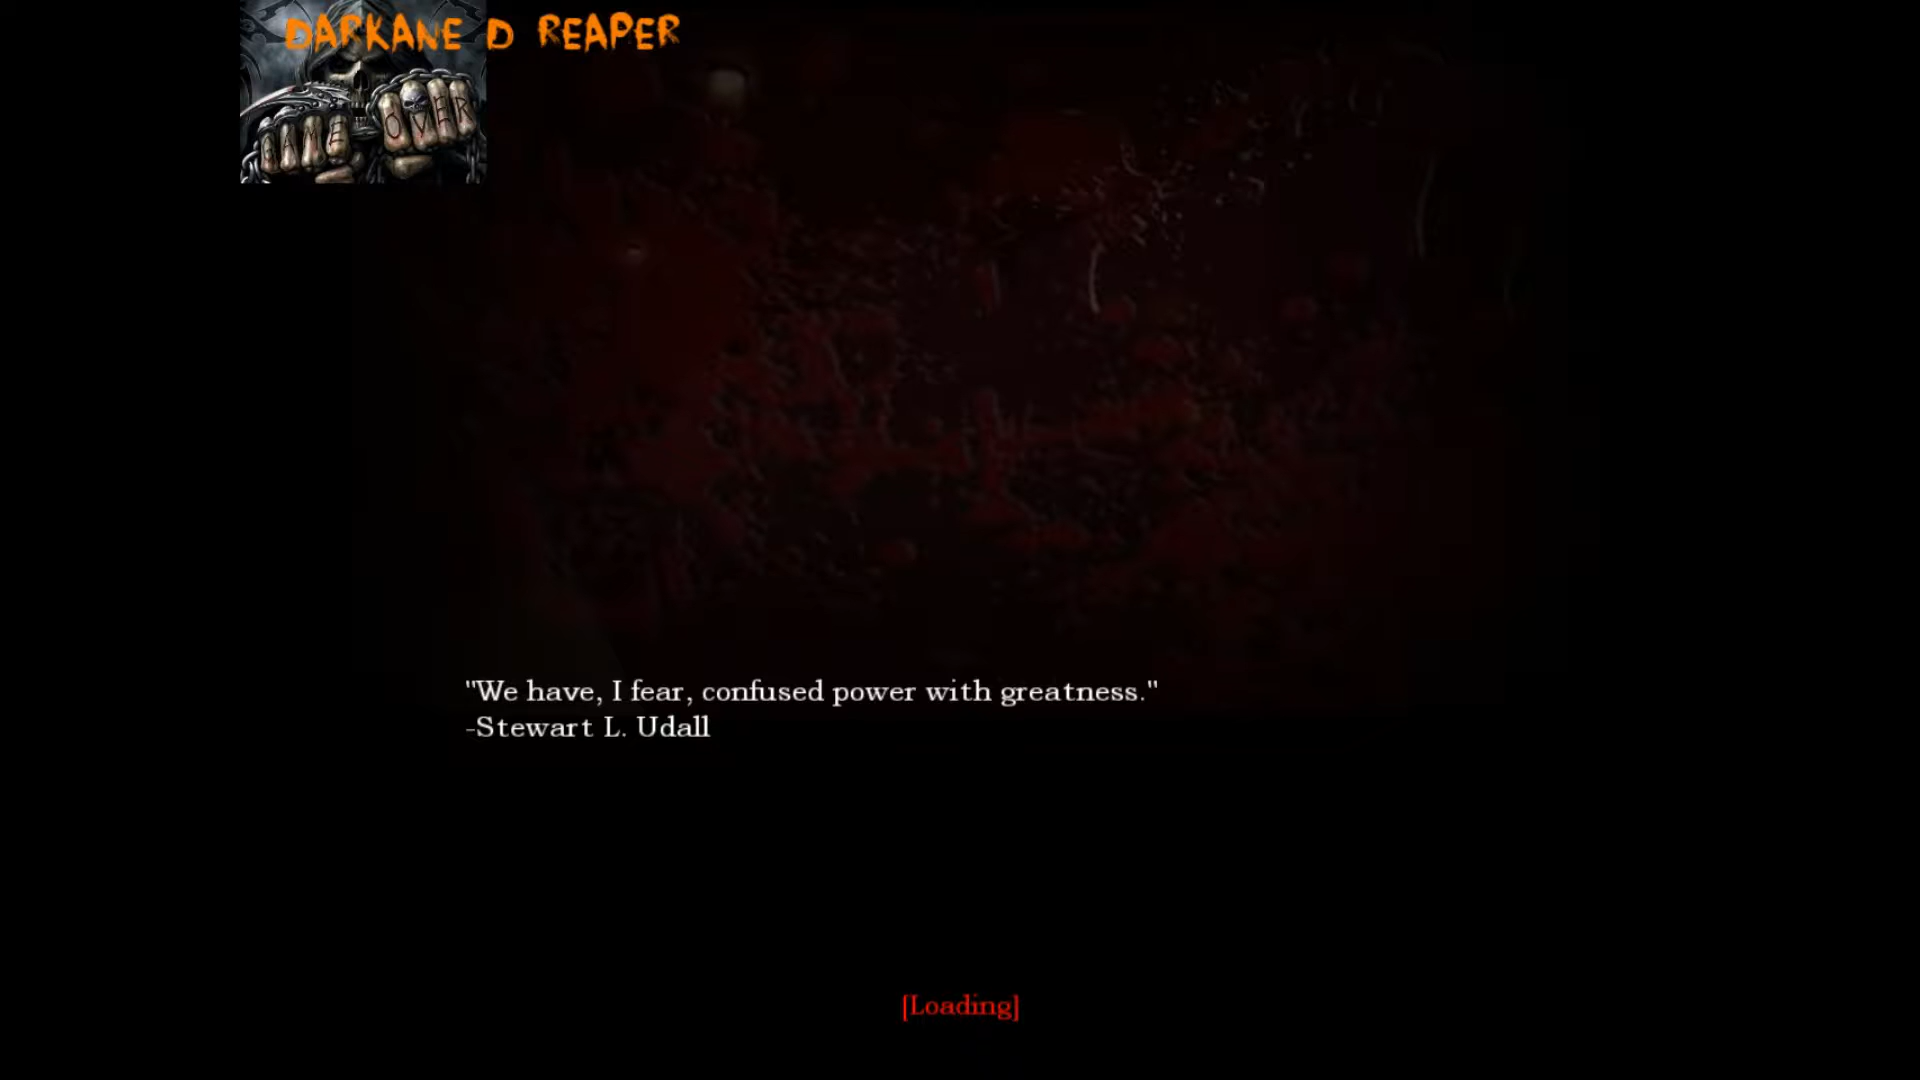 DARKANE D REAPER
GAME OVER
"We have, I fear, confused power with greatness."
-Stewart L. Udall
[Loading]